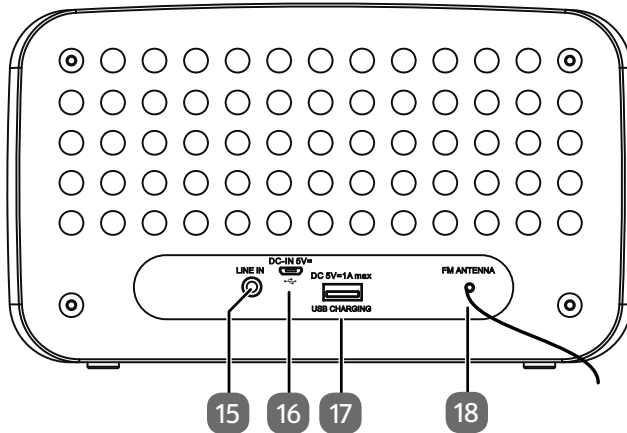 DC-IN 5V⎓
LINE IN
DC 5V⎓1A max
FM ANTENNA
USB CHARGING
15 16 17 18